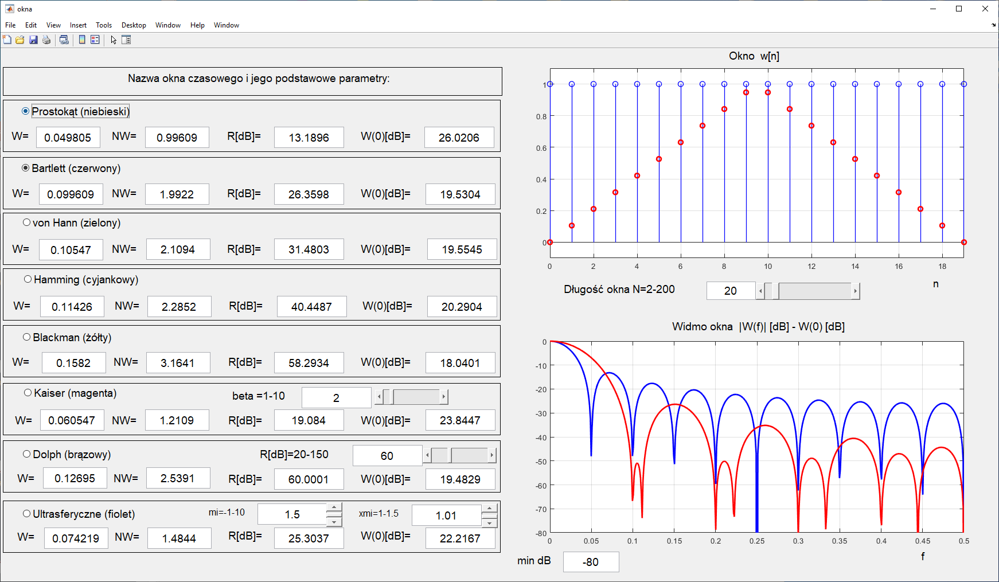 okna
File Edit View Insert Tools Desktop Window Help Window
Nazwa okna czasowego i jego podstawowe parametry:
Prostokąt (niebieski)
W= 0.049805 NW= 0.99609 R[dB]= 13.1896 W(0)[dB]= 26.0206
Bartlett (czerwony)
W= 0.099609 NW= 1.9922 R[dB]= 26.3598 W(0)[dB]= 19.5304
von Hann (zielony)
W= 0.10547 NW= 2.1094 R[dB]= 31.4803 W(0)[dB]= 19.5545
Hamming (cyjankowy)
W= 0.11426 NW= 2.2852 R[dB]= 40.4487 W(0)[dB]= 20.2904
Blackman (żółty)
W= 0.1582 NW= 3.1641 R[dB]= 58.2934 W(0)[dB]= 18.0401
Kaiser (magenta) beta =1-10 2
W= 0.060547 NW= 1.2109 R[dB]= 19.084 W(0)[dB]= 23.8447
Dolph (brązowy) R[dB]=20-150 60
W= 0.12695 NW= 2.5391 R[dB]= 60.0001 W(0)[dB]= 19.4829
Ultrasferyczne (fiolet) mi=-1-10 1.5 xmi=1-1.5 1.01
W= 0.074219 NW= 1.4844 R[dB]= 25.3037 W(0)[dB]= 22.2167
Okno w[n]
1
0.8
0.6
0.4
0.2
0
0 2 4 6 8 10 12 14 16 18
n
Długość okna N=2-200 20
Widmo okna |W(f)| [dB] - W(0) [dB]
0
-10
-20
-30
-40
-50
-60
-70
-80
0 0.05 0.1 0.15 0.2 0.25 0.3 0.35 0.4 0.45 0.5
f
min dB -80